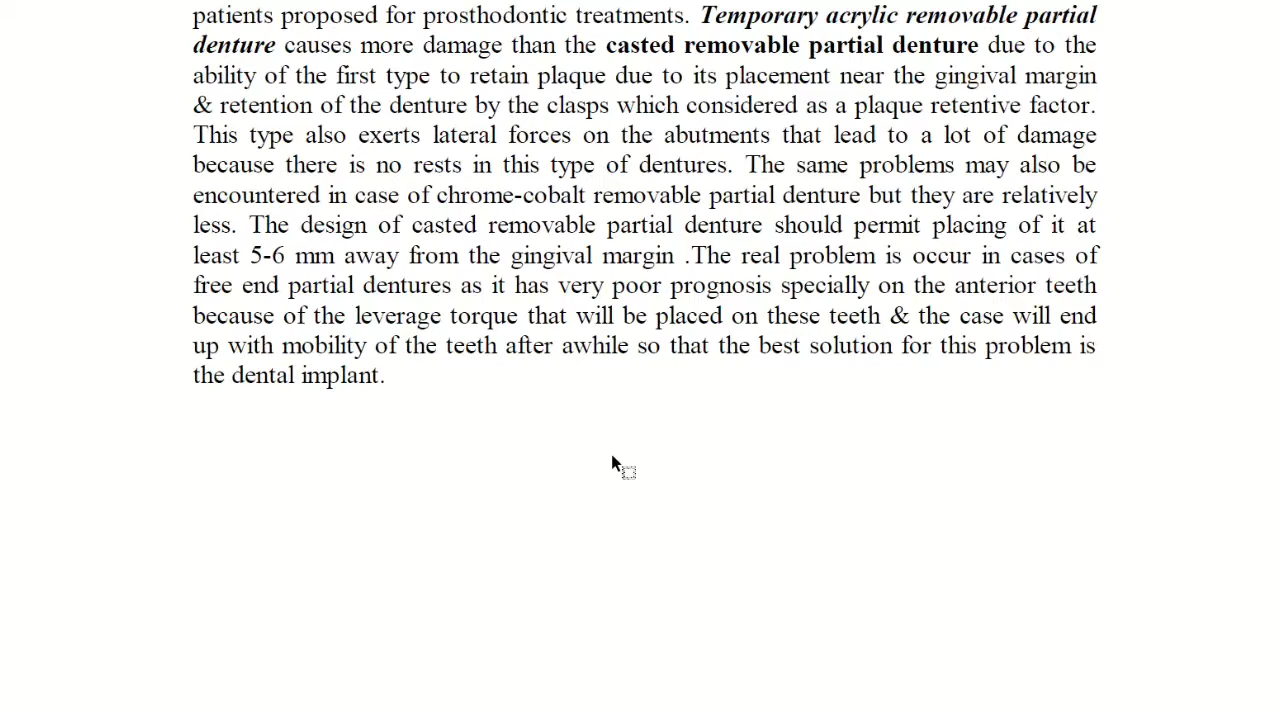 patients proposed for prosthodontic treatments. Temporary acrylic removable partial
denture causes more damage than the casted removable partial denture due to the
ability of the first type to retain plaque due to its placement near the gingival margin
& retention of the denture by the clasps which considered as a plaque retentive factor.
This type also exerts lateral forces on the abutments that lead to a lot of damage
because there is no rests in this type of dentures. The same problems may also be
encountered in case of chrome-cobalt removable partial denture but they are relatively
less. The design of casted removable partial denture should permit placing of it at
least 5-6 mm away from the gingival margin .The real problem is occur in cases of
free end partial dentures as it has very poor prognosis specially on the anterior teeth
because of the leverage torque that will be placed on these teeth & the case will end
up with mobility of the teeth after awhile so that the best solution for this problem is
the dental implant.